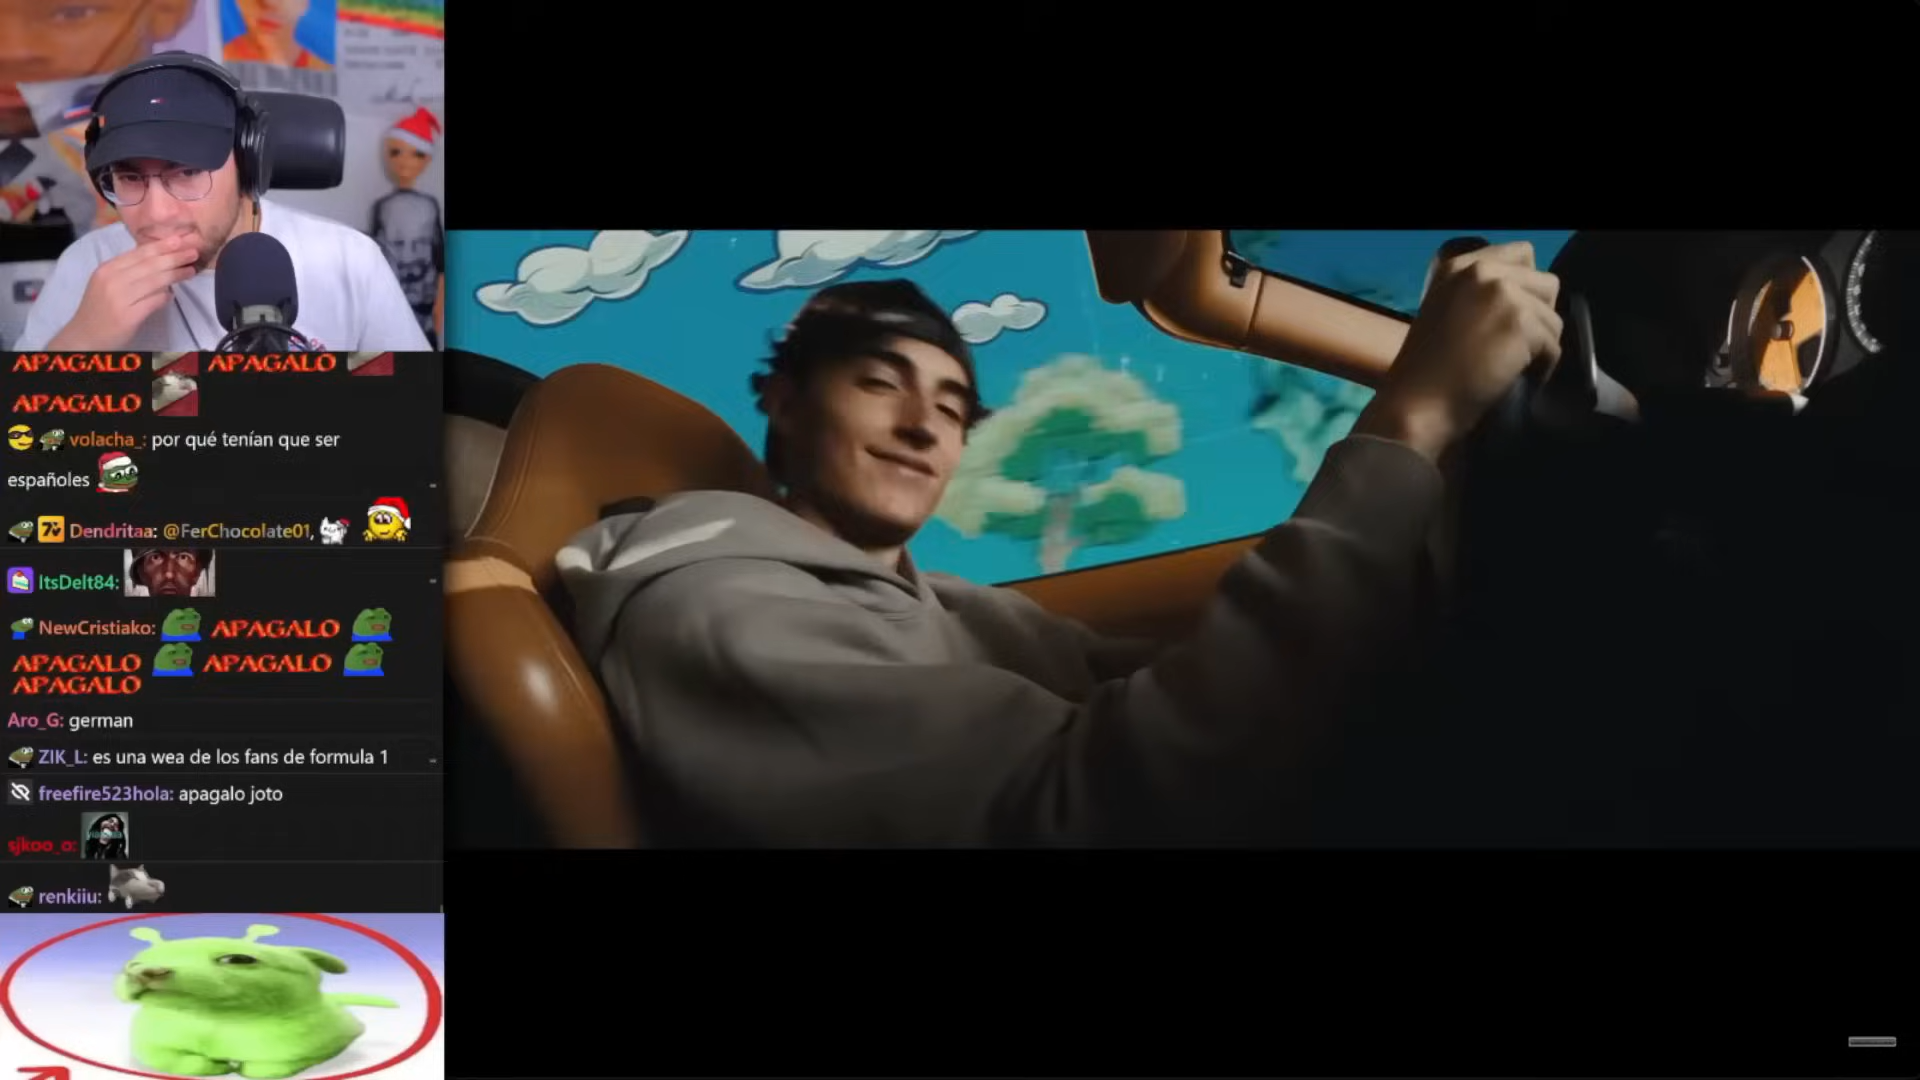 APAGALO APAGALO
APAGALO
volacha_: por qué tenían que ser
españoles
Dendritaa: @FerChocolate01,
ItsDelt84:
NewCristiako: APAGALO
APAGALO APAGALO
APAGALO
Aro_G: german
ZIK_L: es una wea de los fans de formula 1
freefire523hola: apagalo joto
sjkoo_o:
renkiiu: